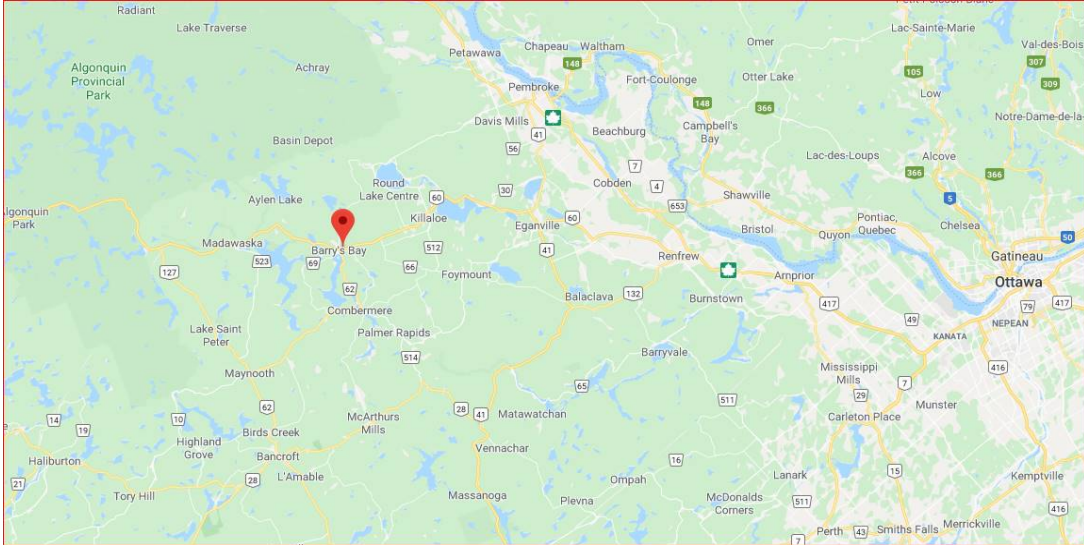 Radiant
Petit-Poisson-Blanc
Lake Traverse
Lac-Sainte-Marie
Val-des-Bois
Petawawa
Chapeau
Waltham
Omer
307
Algonquin
Provincial
Park
Achray
148
105
309
Pembroke
Fort-Coulonge
Otter Lake
Low
148
366
Notre-Dame-de-la
Davis Mills
41
Beachburg
Campbell's
Bay
Basin Depot
56
Lac-des-Loups
Alcove
7
366
366
Round
Lake Centre
30
Cobden
4
Shawville
60
653
5
Aylen Lake
Killaloe
Eganville
60
Pontiac,
Quebec
Chelsea
lgonquin
Park
Bristol
Quyon
50
Madawaska
Barry's Bay
512
41
Renfrew
Gatineau
523
69
66
127
Foymount
Arnprior
Ottawa
62
Balaclava
132
Burnstown
417
79
417
Combermere
49
NEPEAN
Lake Saint
Peter
Palmer Rapids
KANATA
514
Barryvale
Mississippi
Mills
416
Maynooth
65
7
511
29
Munster
62
28
41
Matawatchan
14
10
McArthurs
Mills
Carleton Place
19
Birds Creek
Highland
Grove
Vennachar
Bancroft
Haliburton
16
15
L'Amable
Lanark
Kemptville
28
Ompah
21
Tory Hill
Massanoga
Plevna
McDonalds
Corners
511
416
Perth
43
Smiths Falls
Merrickville
7